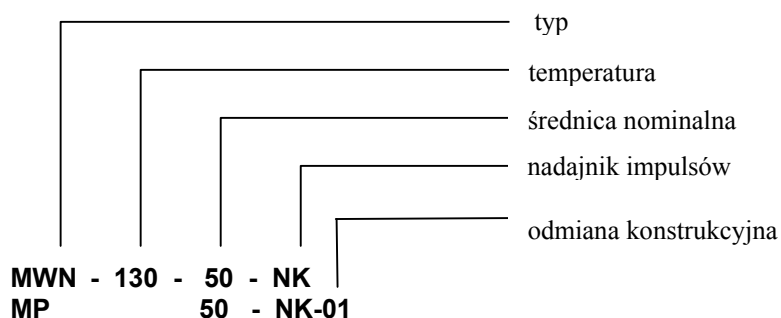 typ
temperatura
średnica nominalna
nadajnik impulsów
odmiana konstrukcyjna
MWN - 130 - 50 - NK
MP 50 - NK-01